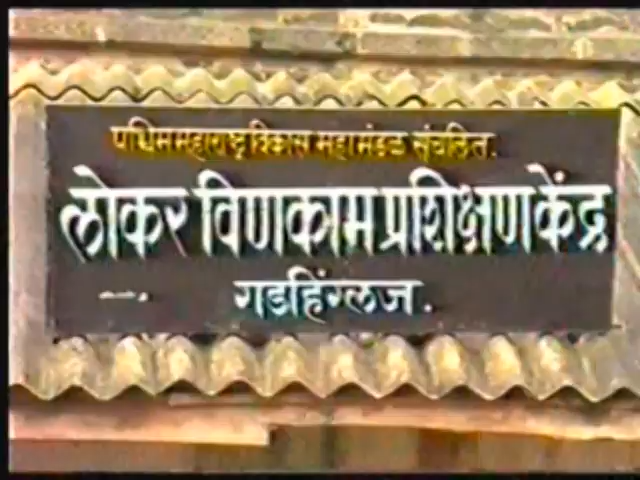 पश्चिम महाराष्ट्र विकास महामंडळ संचलित.
लोकर विणकाम प्रशिक्षण केंद्र
गडहिंग्लज.